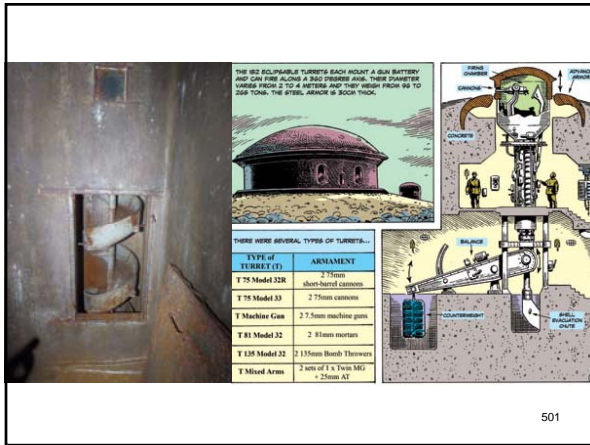 THE 152 ECLIPSABLE TURRETS EACH MOUNT A GUN BATTERY
AND CAN FIRE ALONG A 360 DEGREE AXIS. THEIR DIAMETER
VARIES FROM 2 TO 4 METERS AND THEY WEIGH FROM 96 TO
265 TONS. THE STEEL ARMOR IS 30CM THICK.
THERE WERE SEVERAL TYPES OF TURRETS...
TYPE of
TURRET (T)
ARMAMENT
T 75 Model 32R
2 75mm
short-barrel cannons
T 75 Model 33
2 75mm cannons
T Machine Gun
2 7.5mm machine guns
T 81 Model 32
2 81mm mortars
T 135 Model 32
2 135mm Bomb Throwers
T Mixed Arms
2 sets of 1 x Twin MG
+ 25mm AT
FIRING
CHAMBER
CANNONS
ADVANCE
ARMOR
CONCRETE
BALANCE
COUNTERWEIGHT
SHELL
EVACUATION
CHUTE
501